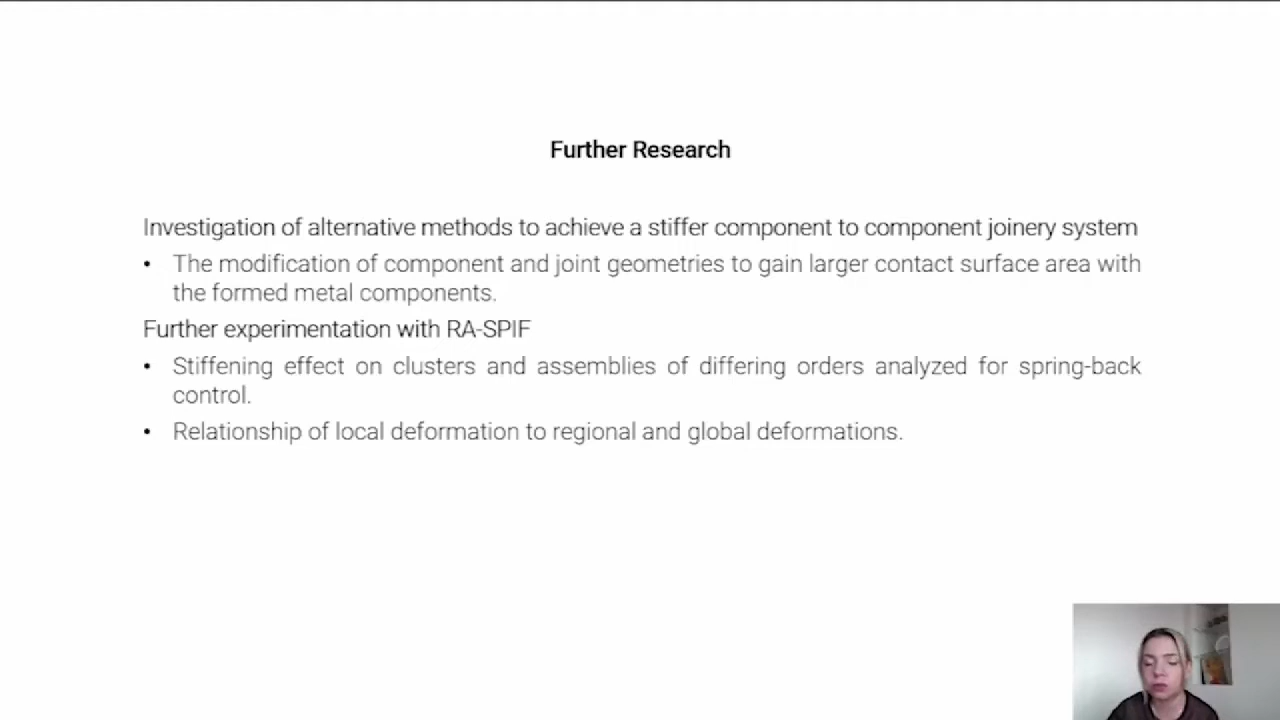 Further Research
Investigation of alternative methods to achieve a stiffer component to component joinery system
• The modification of component and joint geometries to gain larger contact surface area with
the formed metal components.
Further experimentation with RA-SPIF
• Stiffening effect on clusters and assemblies of differing orders analyzed for spring-back
control.
• Relationship of local deformation to regional and global deformations.